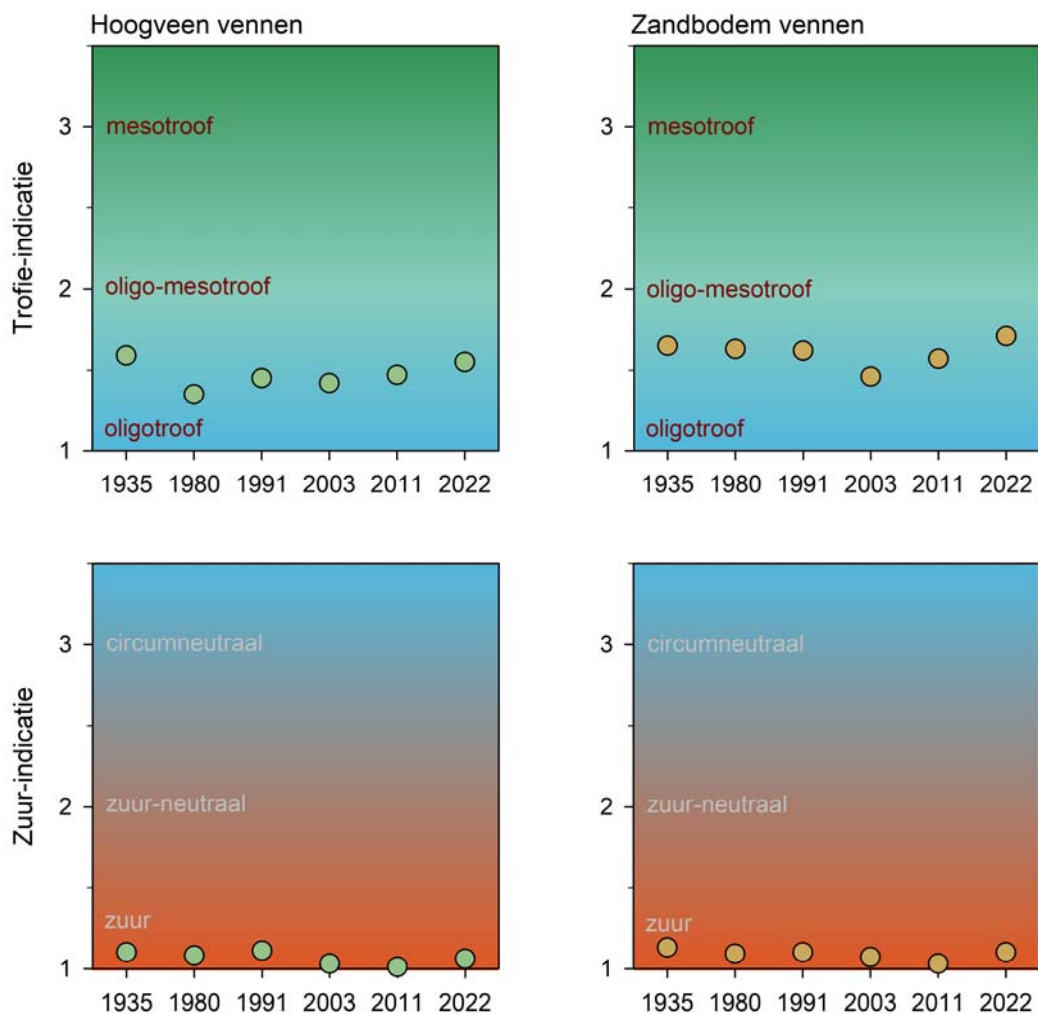 Hoogveen vennen
Trofie-indicatie
3
2
1
mesotroof
oligo-mesotroof
oligotroof
1935 1980 1991 2003 2011 2022
Zandbodem vennen
3
2
1
mesotroof
oligo-mesotroof
oligotroof
1935 1980 1991 2003 2011 2022
Zuur-indicatie
3
2
1
circumneutraal
zuur-neutraal
zuur
1935 1980 1991 2003 2011 2022
3
2
1
circumneutraal
zuur-neutraal
zuur
1935 1980 1991 2003 2011 2022